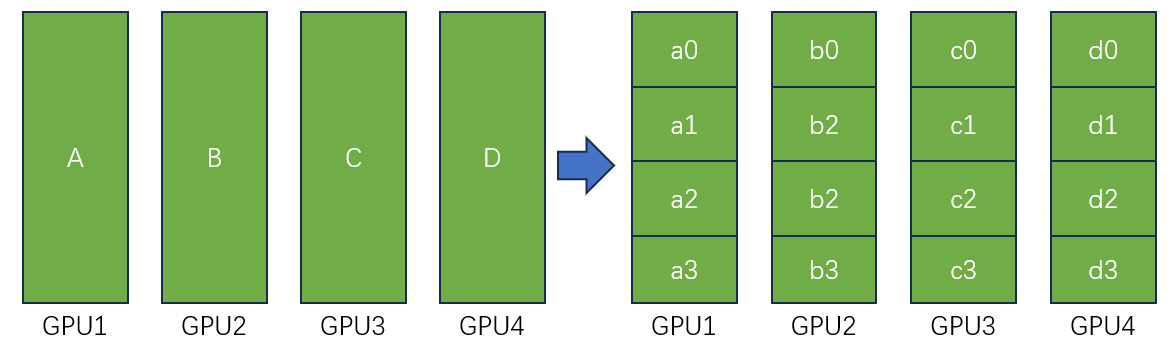 A B C D
GPU1 GPU2 GPU3 GPU4
a0 b0 c0 d0
a1 b2 c1 d1
a2 b2 c2 d2
a3 b3 c3 d3
GPU1 GPU2 GPU3 GPU4